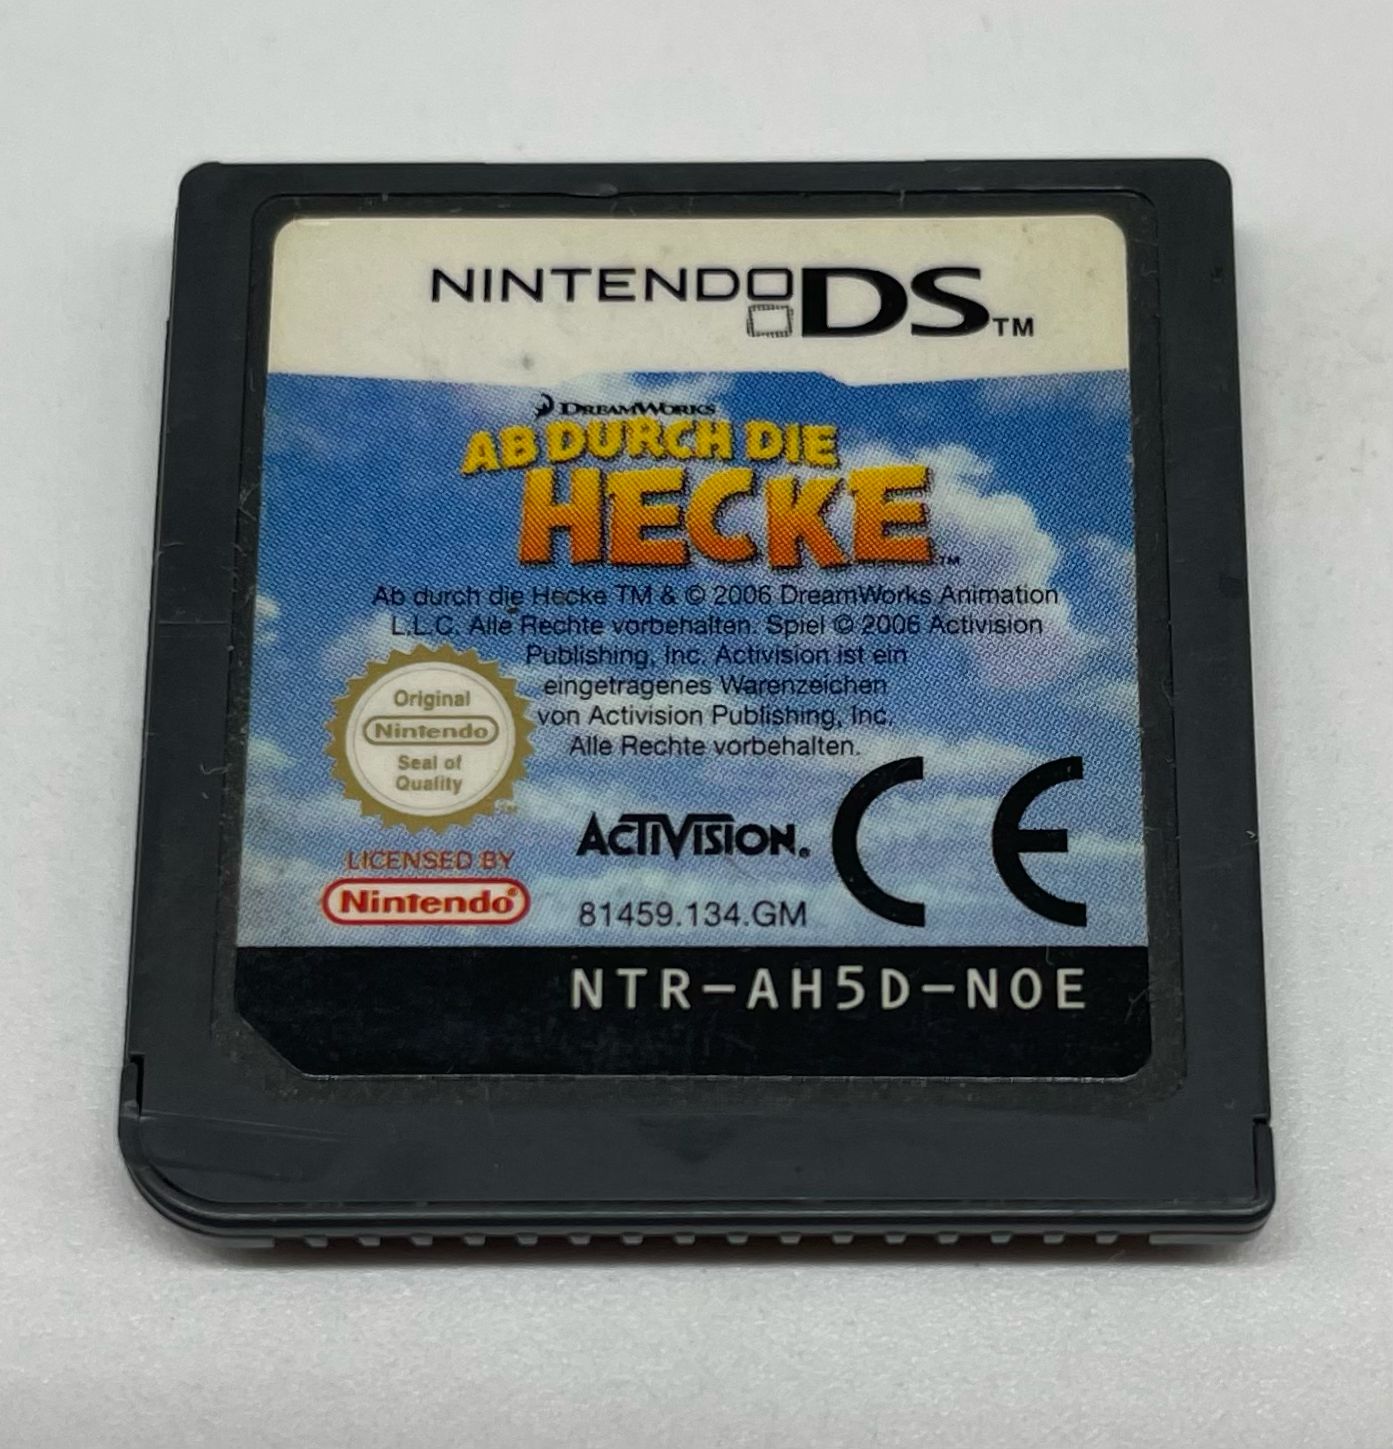 NINTENDO DS™
DREAMWORKS
AB DURCH DIE
HECKE™
Ab durch die Hecke TM & © 2006 DreamWorks Animation
L.L.C. Alle Rechte vorbehalten. Spiel © 2006 Activision
Publishing, Inc. Activision ist ein
eingetragenes Warenzeichen
von Activision Publishing, Inc.
Alle Rechte vorbehalten.
Original
Nintendo
Seal of
Quality
LICENSED BY
Nintendo®
ACTIVISION®
81459.134.GM
CE
NTR-AH5D-NOE